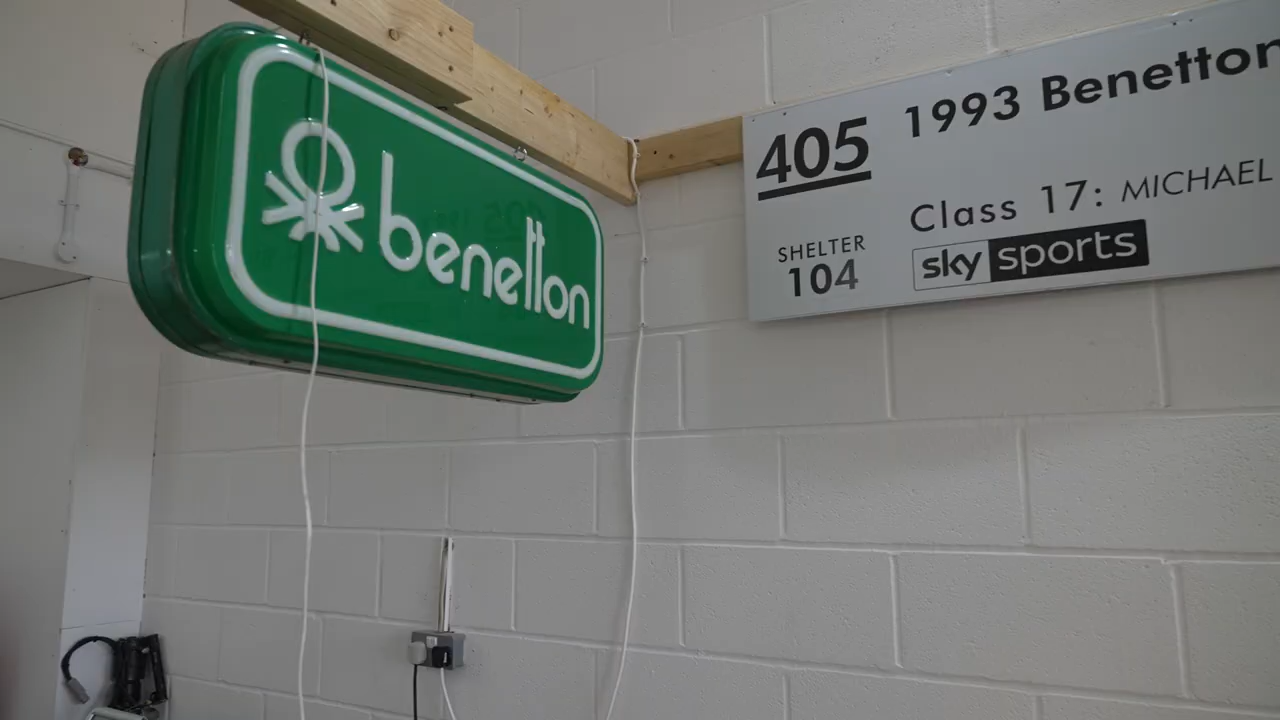 benetton
405
1993 Benetton
Class 17: MICHAEL
SHELTER
104
sky sports